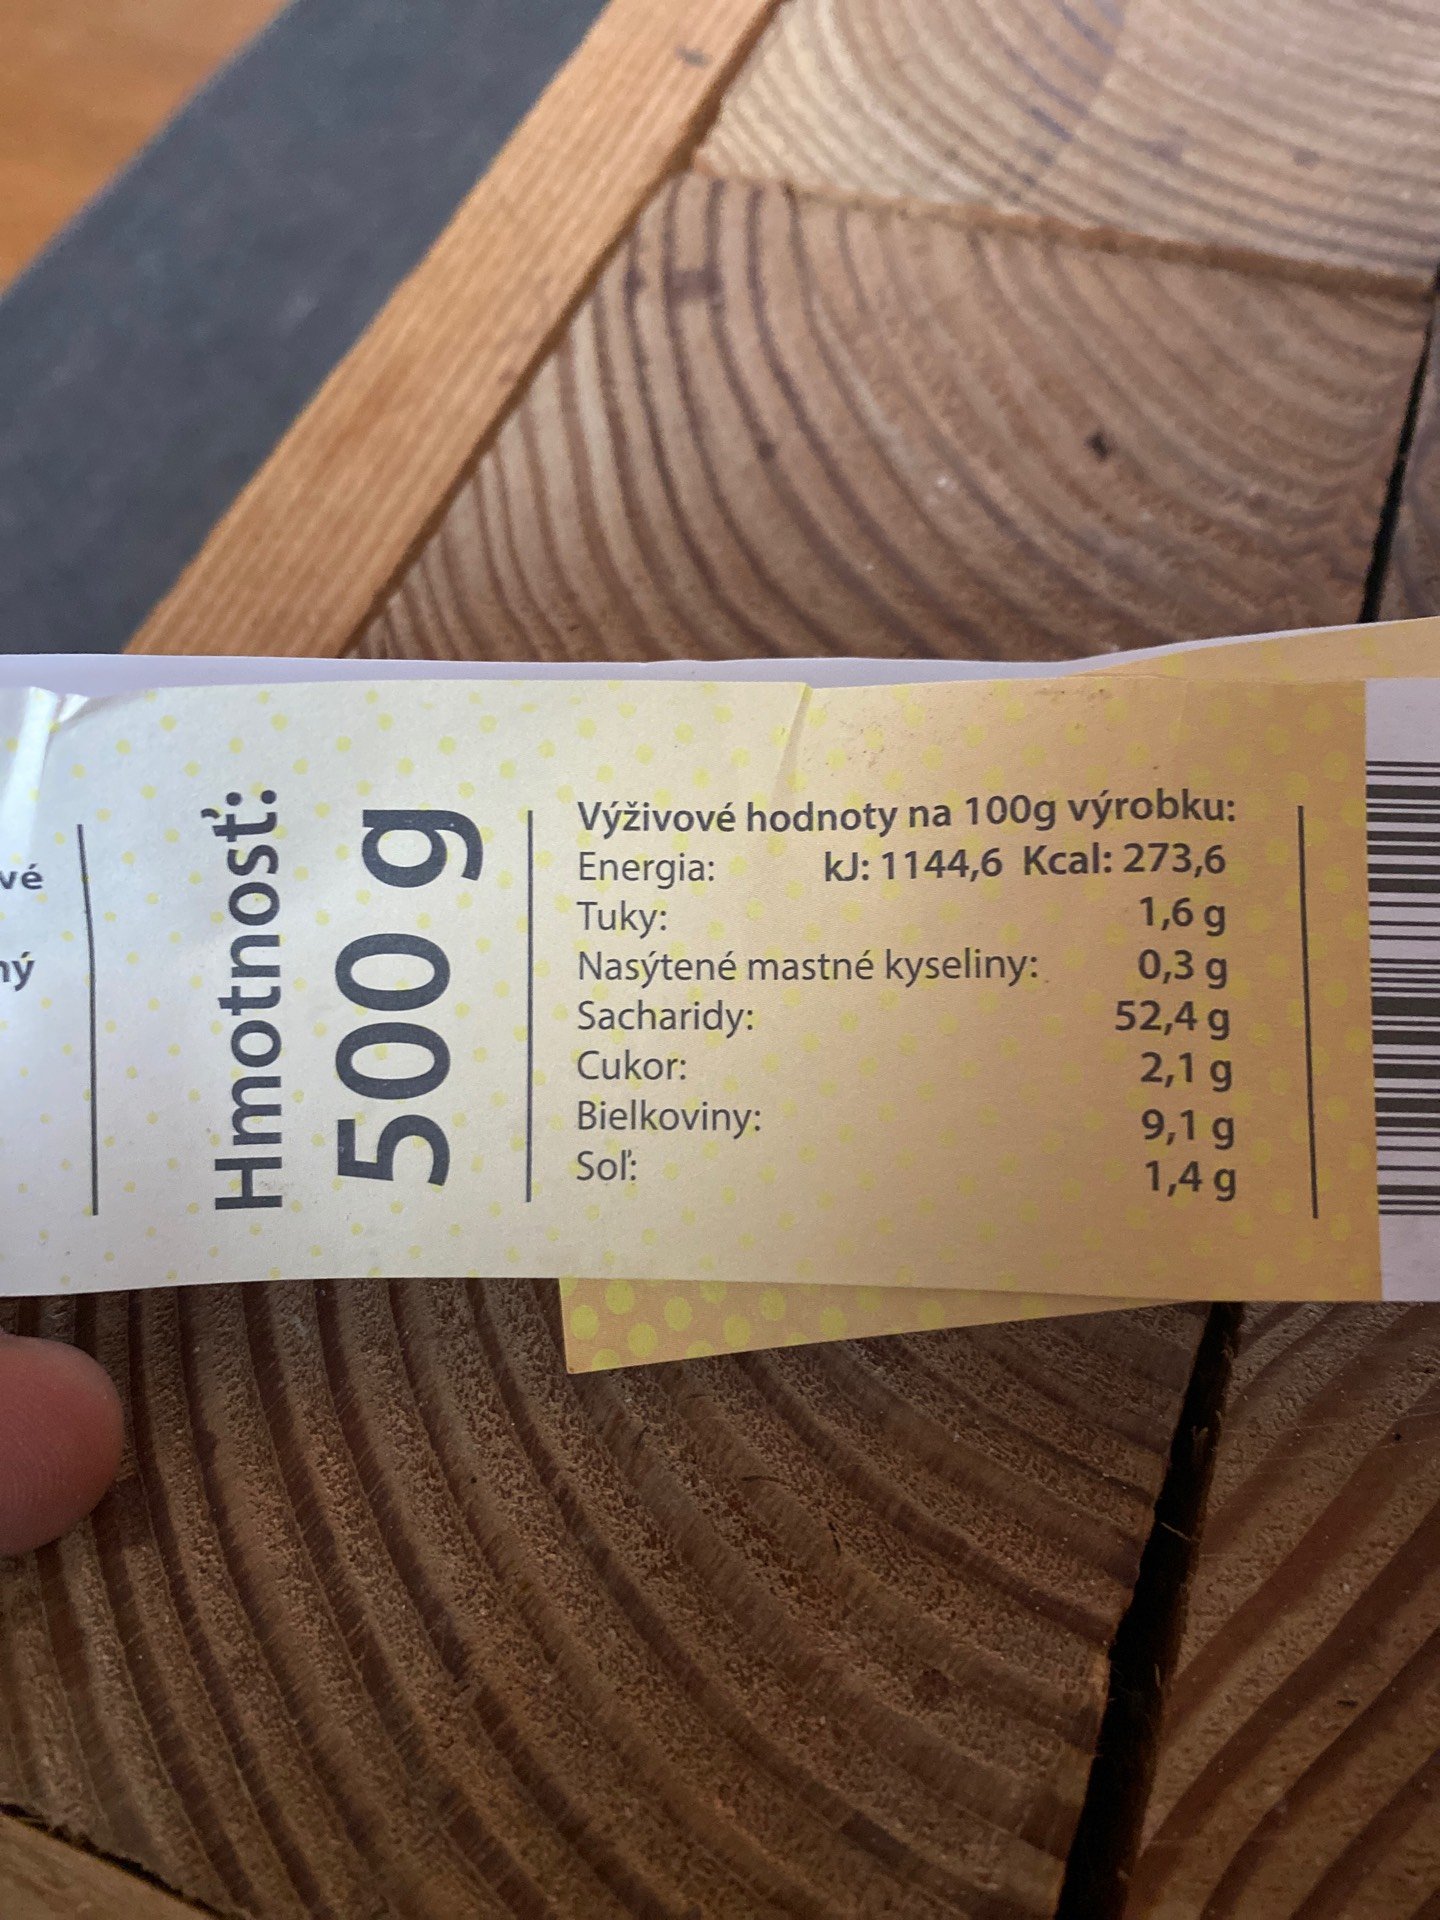 vé
Hmotnosť:
500 g
Výživové hodnoty na 100g výrobku:
Energia: kJ: 1144,6 Kcal: 273,6
Tuky: 1,6 g
Nasýtené mastné kyseliny: 0,3 g
Sacharidy: 52,4 g
Cukor: 2,1 g
Bielkoviny: 9,1 g
Soľ: 1,4 g